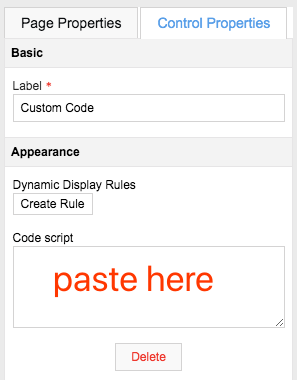 Page Properties Control Properties
Basic
Label *
Custom Code
Appearance
Dynamic Display Rules
Create Rule
Code script
paste here
Delete